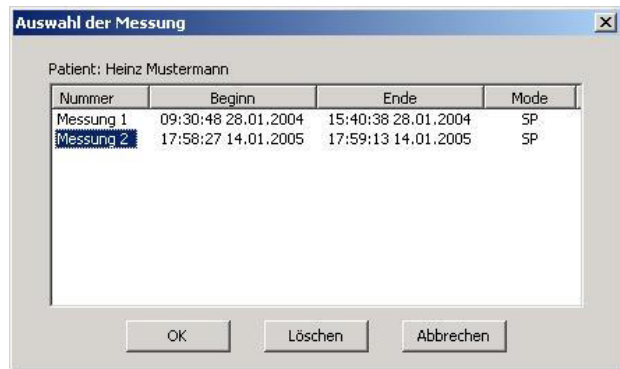 Auswahl der Messung
Patient: Heinz Mustermann
Nummer Beginn Ende Mode
Messung 1 09:30:48 28.01.2004 15:40:38 28.01.2004 SP
Messung 2 17:58:27 14.01.2005 17:59:13 14.01.2005 SP
OK Löschen Abbrechen